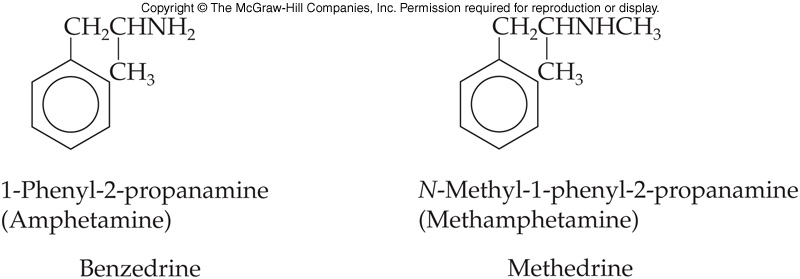 Copyright © The McGraw-Hill Companies, Inc. Permission required for reproduction or display.
CH₂CHNH₂
CH₃
1-Phenyl-2-propanamine
(Amphetamine)
Benzedrine
CH₂CHNHCH₃
CH₃
N-Methyl-1-phenyl-2-propanamine
(Methamphetamine)
Methedrine